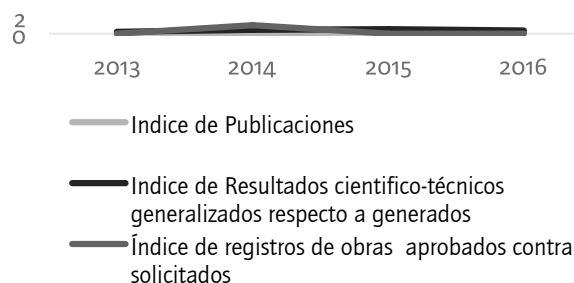 2
0
2013 2014 2015 2016
Indice de Publicaciones
Indice de Resultados cientifico-técnicos
generalizados respecto a generados
Índice de registros de obras aprobados contra
solicitados